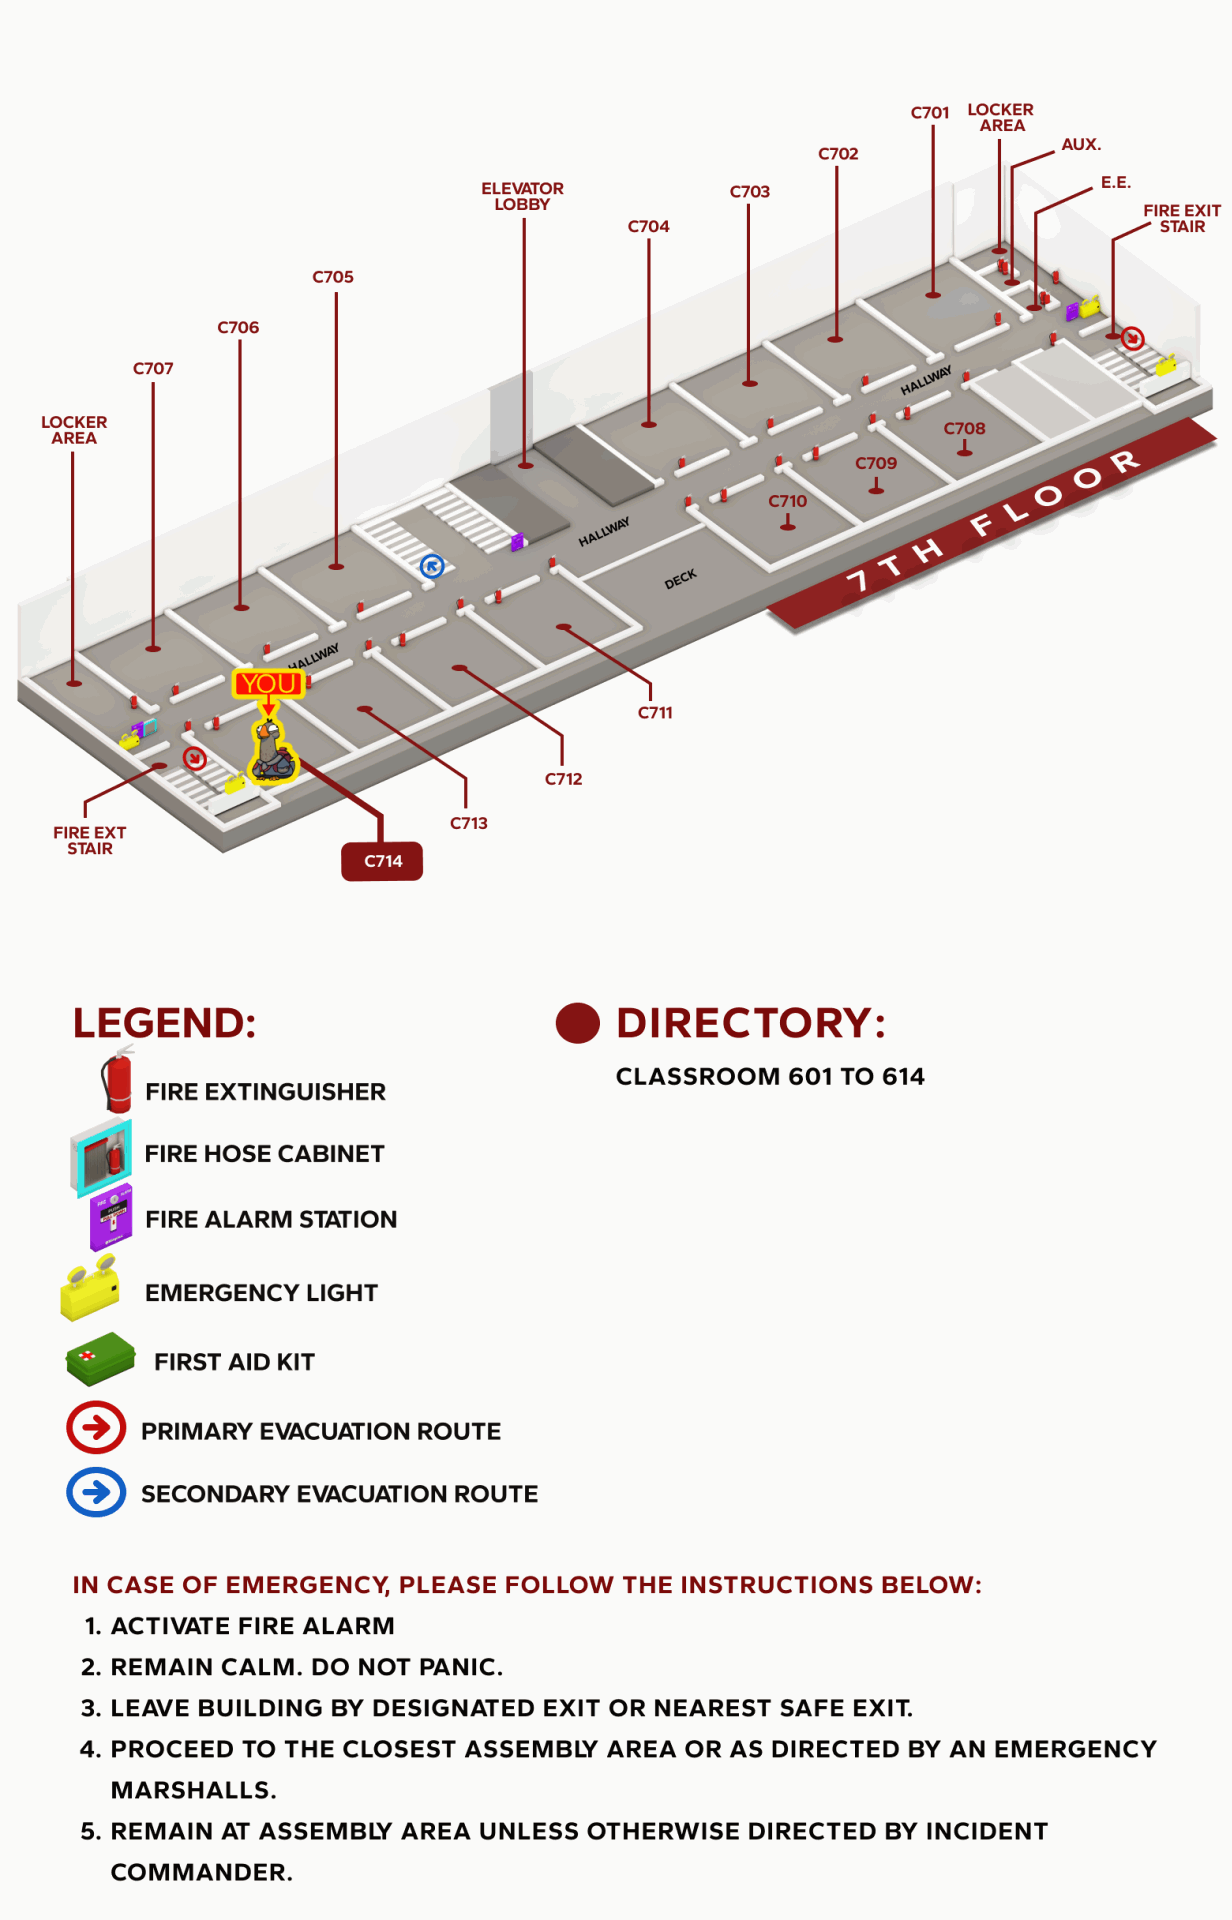 C701
LOCKER
AREA
AUX.
C702
E.E.
C703
ELEVATOR
LOBBY
FIRE EXIT
STAIR
C704
C705
C706
C707
HALLWAY
LOCKER
AREA
C708
C709
7TH FLOOR
C710
HALLWAY
DECK
HALLWAY
YOU
C711
C712
C713
FIRE EXT
STAIR
C714
LEGEND:
FIRE EXTINGUISHER
FIRE HOSE CABINET
FIRE ALARM STATION
EMERGENCY LIGHT
FIRST AID KIT
PRIMARY EVACUATION ROUTE
SECONDARY EVACUATION ROUTE
DIRECTORY:
CLASSROOM 601 TO 614
IN CASE OF EMERGENCY, PLEASE FOLLOW THE INSTRUCTIONS BELOW:
1. ACTIVATE FIRE ALARM
2. REMAIN CALM. DO NOT PANIC.
3. LEAVE BUILDING BY DESIGNATED EXIT OR NEAREST SAFE EXIT.
4. PROCEED TO THE CLOSEST ASSEMBLY AREA OR AS DIRECTED BY AN EMERGENCY
MARSHALLS.
5. REMAIN AT ASSEMBLY AREA UNLESS OTHERWISE DIRECTED BY INCIDENT
COMMANDER.